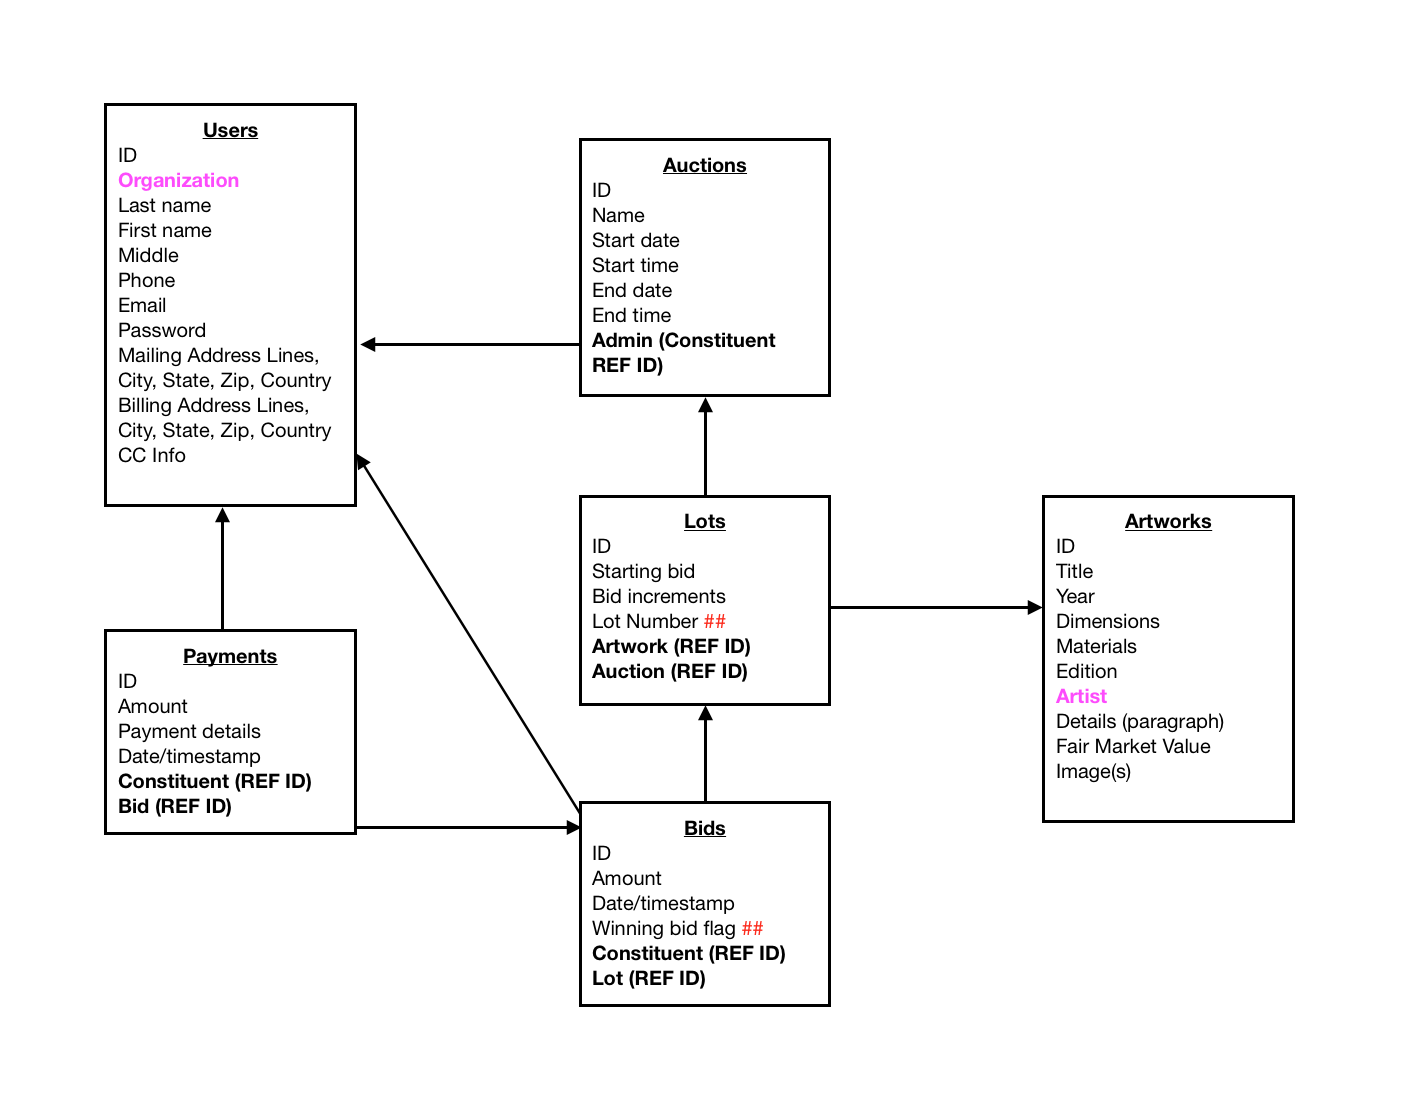 Users
ID
Organization
Last name
First name
Middle
Phone
Email
Password
Mailing Address Lines,
City, State, Zip, Country
Billing Address Lines,
City, State, Zip, Country
CC Info
Auctions
ID
Name
Start date
Start time
End date
End time
Admin (Constituent
REF ID)
Lots
ID
Starting bid
Bid increments
Lot Number ##
Artwork (REF ID)
Auction (REF ID)
Artworks
ID
Title
Year
Dimensions
Materials
Edition
Artist
Details (paragraph)
Fair Market Value
Image(s)
Payments
ID
Amount
Payment details
Date/timestamp
Constituent (REF ID)
Bid (REF ID)
Bids
ID
Amount
Date/timestamp
Winning bid flag ##
Constituent (REF ID)
Lot (REF ID)